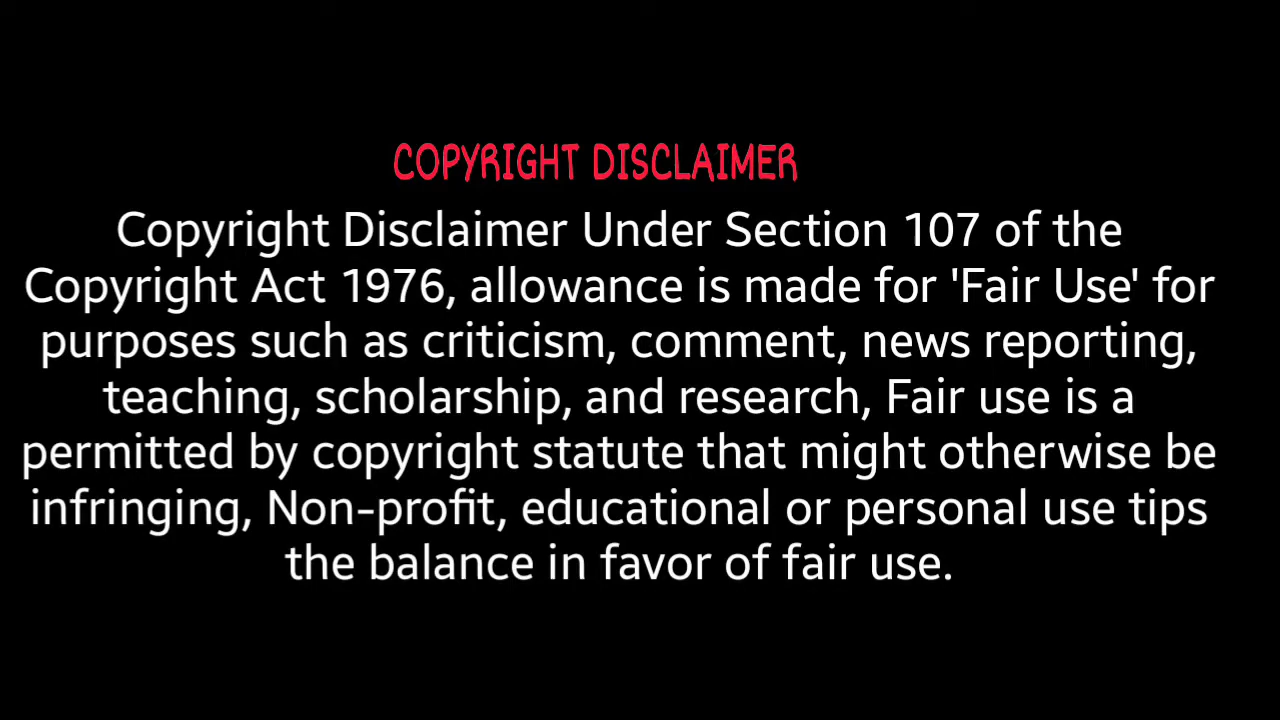 COPYRIGHT DISCLAIMER
Copyright Disclaimer Under Section 107 of the
Copyright Act 1976, allowance is made for 'Fair Use' for
purposes such as criticism, comment, news reporting,
teaching, scholarship, and research, Fair use is a
permitted by copyright statute that might otherwise be
infringing, Non-profit, educational or personal use tips
the balance in favor of fair use.